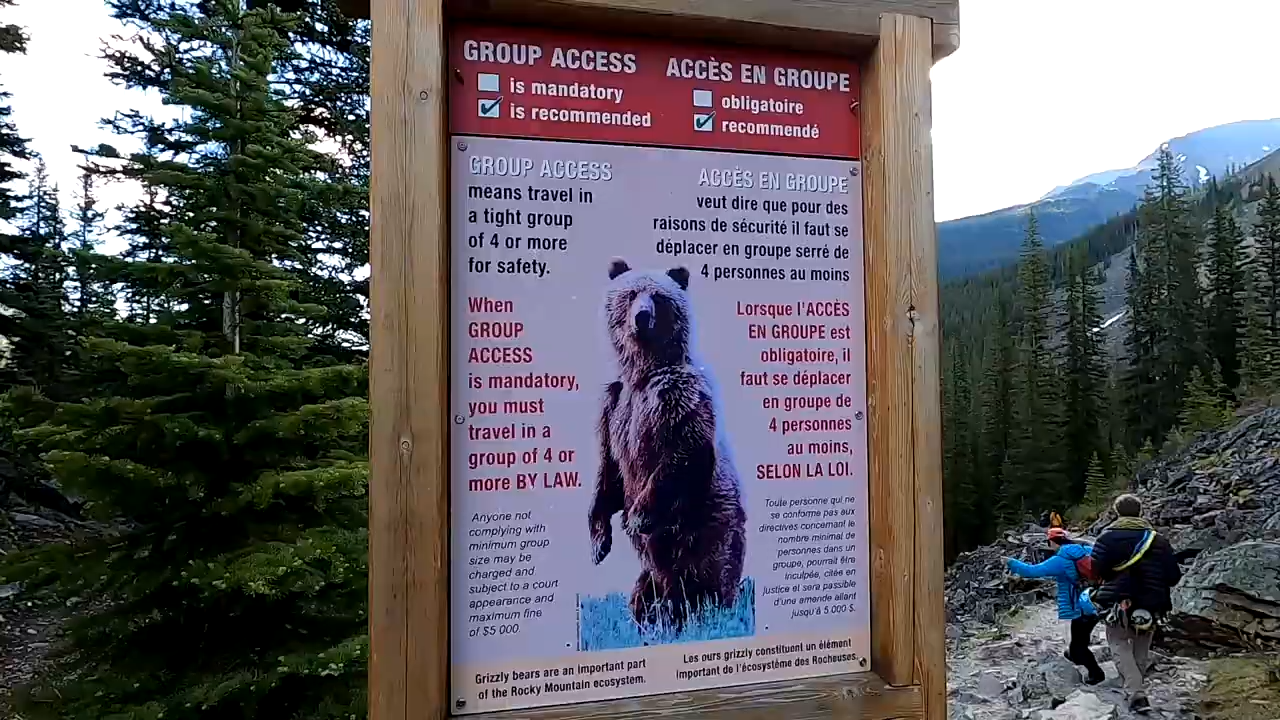 GROUP ACCESS
is mandatory
is recommended
ACCÈS EN GROUPE
obligatoire
recommendé
GROUP ACCESS
means travel in
a tight group
of 4 or more
for safety.
ACCÈS EN GROUPE
veut dire que pour des
raisons de sécurité il faut se
déplacer en groupe serré de
4 personnes au moins
When
GROUP
ACCESS
is mandatory,
you must
travel in a
group of 4 or
more BY LAW.
Lorsque l'ACCÈS
EN GROUPE est
obligatoire, il
faut se déplacer
en groupe de
4 personnes
au moins,
SELON LA LOI.
Anyone not
complying with
minimum group
size may be
charged and
subject to a court
appearance and
maximum fine
of $5 000.
Toute personne qui ne
se conforme pas aux
directives concernant le
nombre minimal de
personnes dans un
groupe, pourrait être
inculpée, citée en
justice et sera passible
d'une amende allant
jusqu'à 5 000 $.
Grizzly bears are an important part
of the Rocky Mountain ecosystem.
Les ours grizzly constituent un élément
important de l'écosystème des Rocheuses.